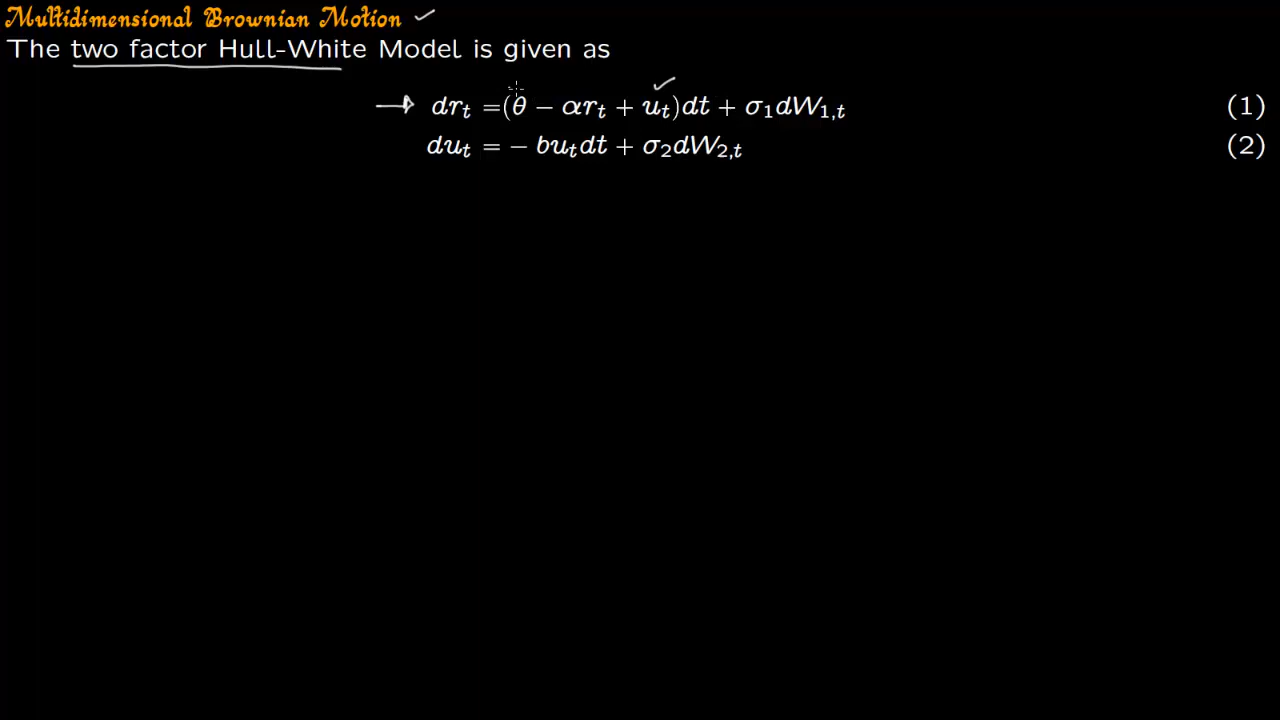 Multidimensional Brownian Motion
The two factor Hull-White Model is given as
drₜ =(θ − αrₜ + uₜ)dt + σ₁dW₁,ₜ (1)
duₜ = − buₜdt + σ₂dW₂,ₜ (2)